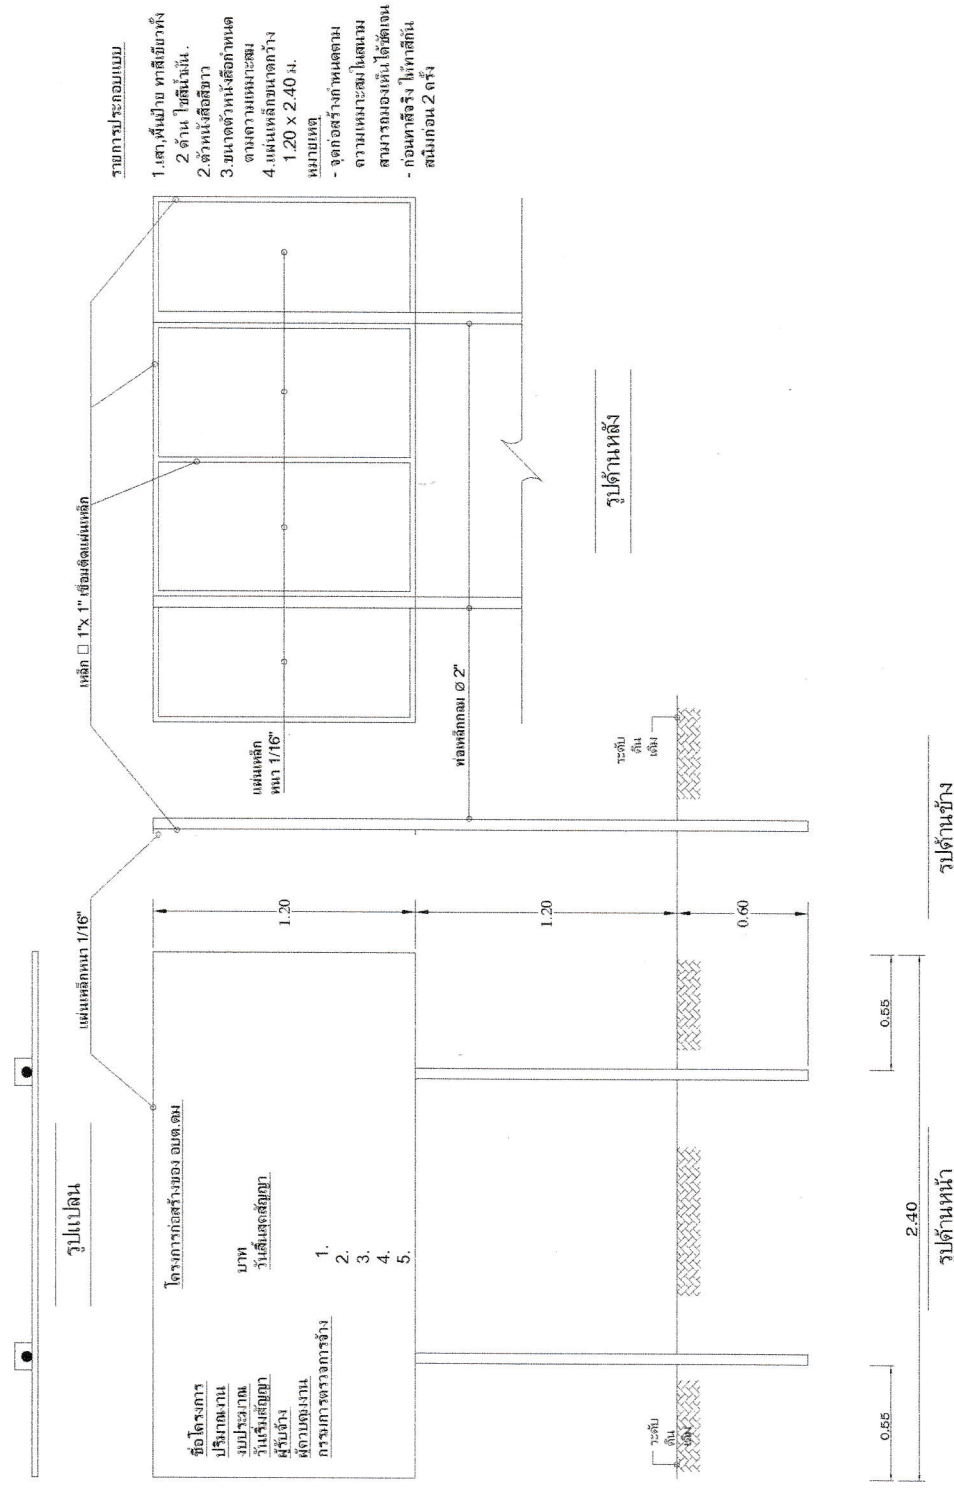 รูปแปลน
แผ่นเหล็กหนา 1/16"
เหล็ก □ 1"x 1" เชื่อมติดแผ่นเหล็ก
โครงการก่อสร้างของ อบต.ตม
ชื่อโครงการ
ปริมาณงาน
งบประมาณ บาท
วันเริ่มสัญญา วันสิ้นสุดสัญญา
ผู้รับจ้าง
ผู้ควบคุมงาน
กรรมการตรวจการจ้าง 1.
2.
3.
4.
5.
1.20
1.20
0.60
แผ่นเหล็ก
หนา 1/16"
ท่อเหล็กกลม Ø 2"
ระดับ
ดิน
เดิม
ระดับ
ดิน
เดิม
0.55
0.55
2.40
รูปด้านหน้า
รูปด้านข้าง
รูปด้านหลัง
รายการประกอบแบบ
1.เสา,พื้นป้าย ทาสีเขียวทั้ง
2 ด้าน ใช้สีน้ำมัน .
2.ตัวหนังสือสีขาว
3.ขนาดตัวหนังสือกำหนด
ตามความเหมาะสม
4.แผ่นเหล็กขนาดกว้าง
1.20 x 2.40 ม.
หมายเหตุ
- จุดก่อสร้างกำหนดตาม
ความเหมาะสมในสนาม
สามารถมองเห็นได้ชัดเจน
- ก่อนทาสีจริง ให้ทาสีกัน
สนิมก่อน 2 ครั้ง